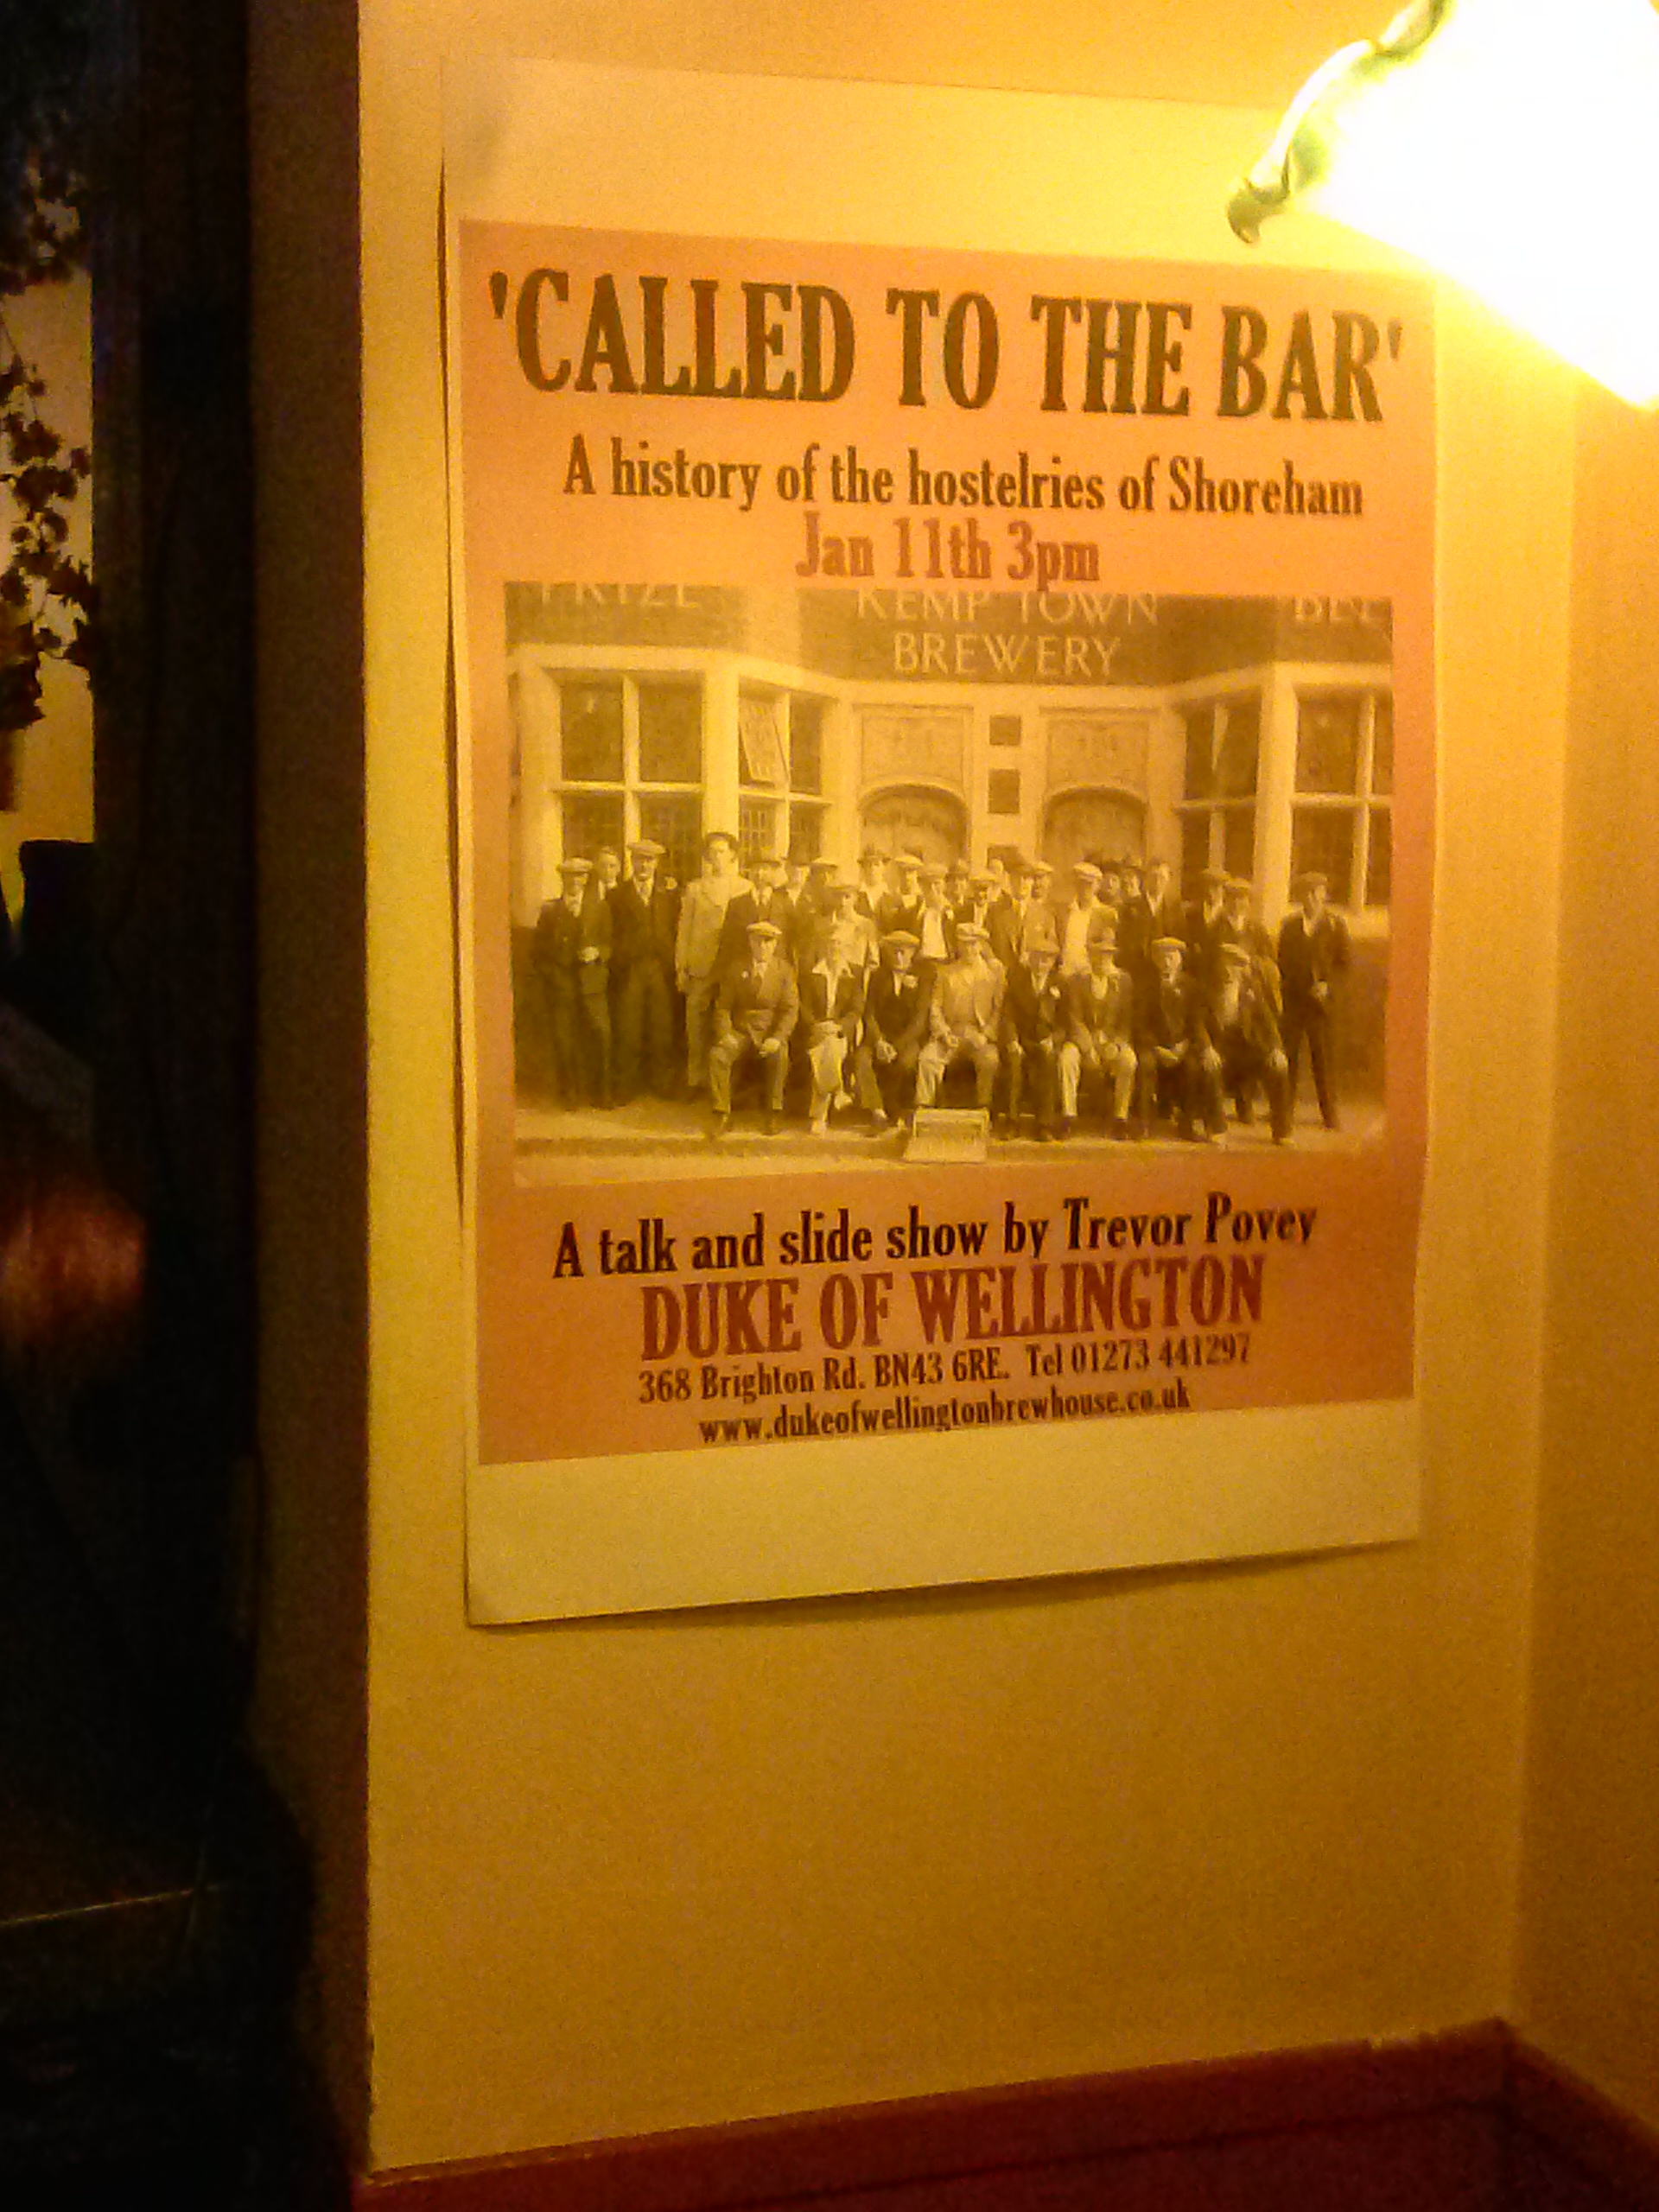 'CALLED TO THE BAR'
A history of the hostelries of Shoreham
Jan 11th 3pm
PRIZE KEMP TOWN BEE
BREWERY
A talk and slide show by Trevor Povey
DUKE OF WELLINGTON
368 Brighton Rd. BN43 6RE. Tel 01273 441297
www.dukeofwellingtonbrewhouse.co.uk